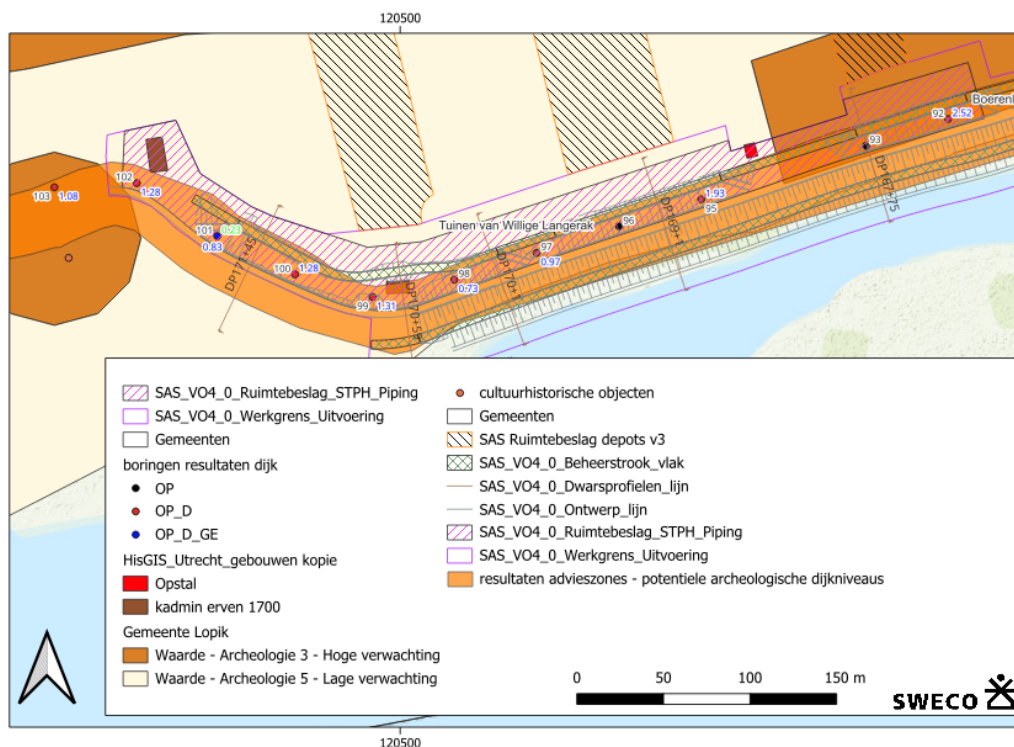 120500
Boerenl
92
2.52
93
DP167+75
102
1.28
103
1.08
1.93
95
DP169+1
Tuinen van Willige Langerak
96
101
0.23
0.83
DP171+45
97
0.97
DP170+1
100
1.28
98
0.73
DP170+55
99
1.31
SAS_VO4_0_Ruimtebeslag_STPH_Piping
SAS_VO4_0_Werkgrens_Uitvoering
Gemeenten
boringen resultaten dijk
OP
OP_D
OP_D_GE
HisGIS_Utrecht_gebouwen kopie
Opstal
kadmin erven 1700
Gemeente Lopik
Waarde - Archeologie 3 - Hoge verwachting
Waarde - Archeologie 5 - Lage verwachting
cultuurhistorische objecten
Gemeenten
SAS Ruimtebeslag depots v3
SAS_VO4_0_Beheerstrook_vlak
SAS_VO4_0_Dwarsprofielen_lijn
SAS_VO4_0_Ontwerp_lijn
SAS_VO4_0_Ruimtebeslag_STPH_Piping
SAS_VO4_0_Werkgrens_Uitvoering
resultaten advieszones - potentiele archeologische dijkniveaus
0 50 100 150 m
SWECO
120500